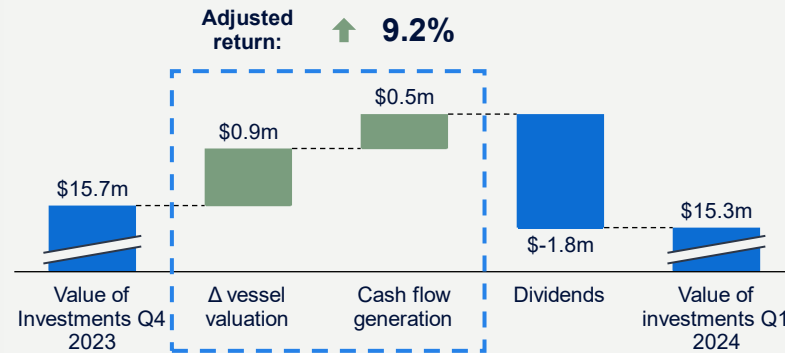 Adjusted
return:
9.2%
$0.5m
$0.9m
$15.7m
$15.3m
$-1.8m
Value of
Investments Q4
2023
Δ vessel
valuation
Cash flow
generation
Dividends
Value of
investments Q1
2024